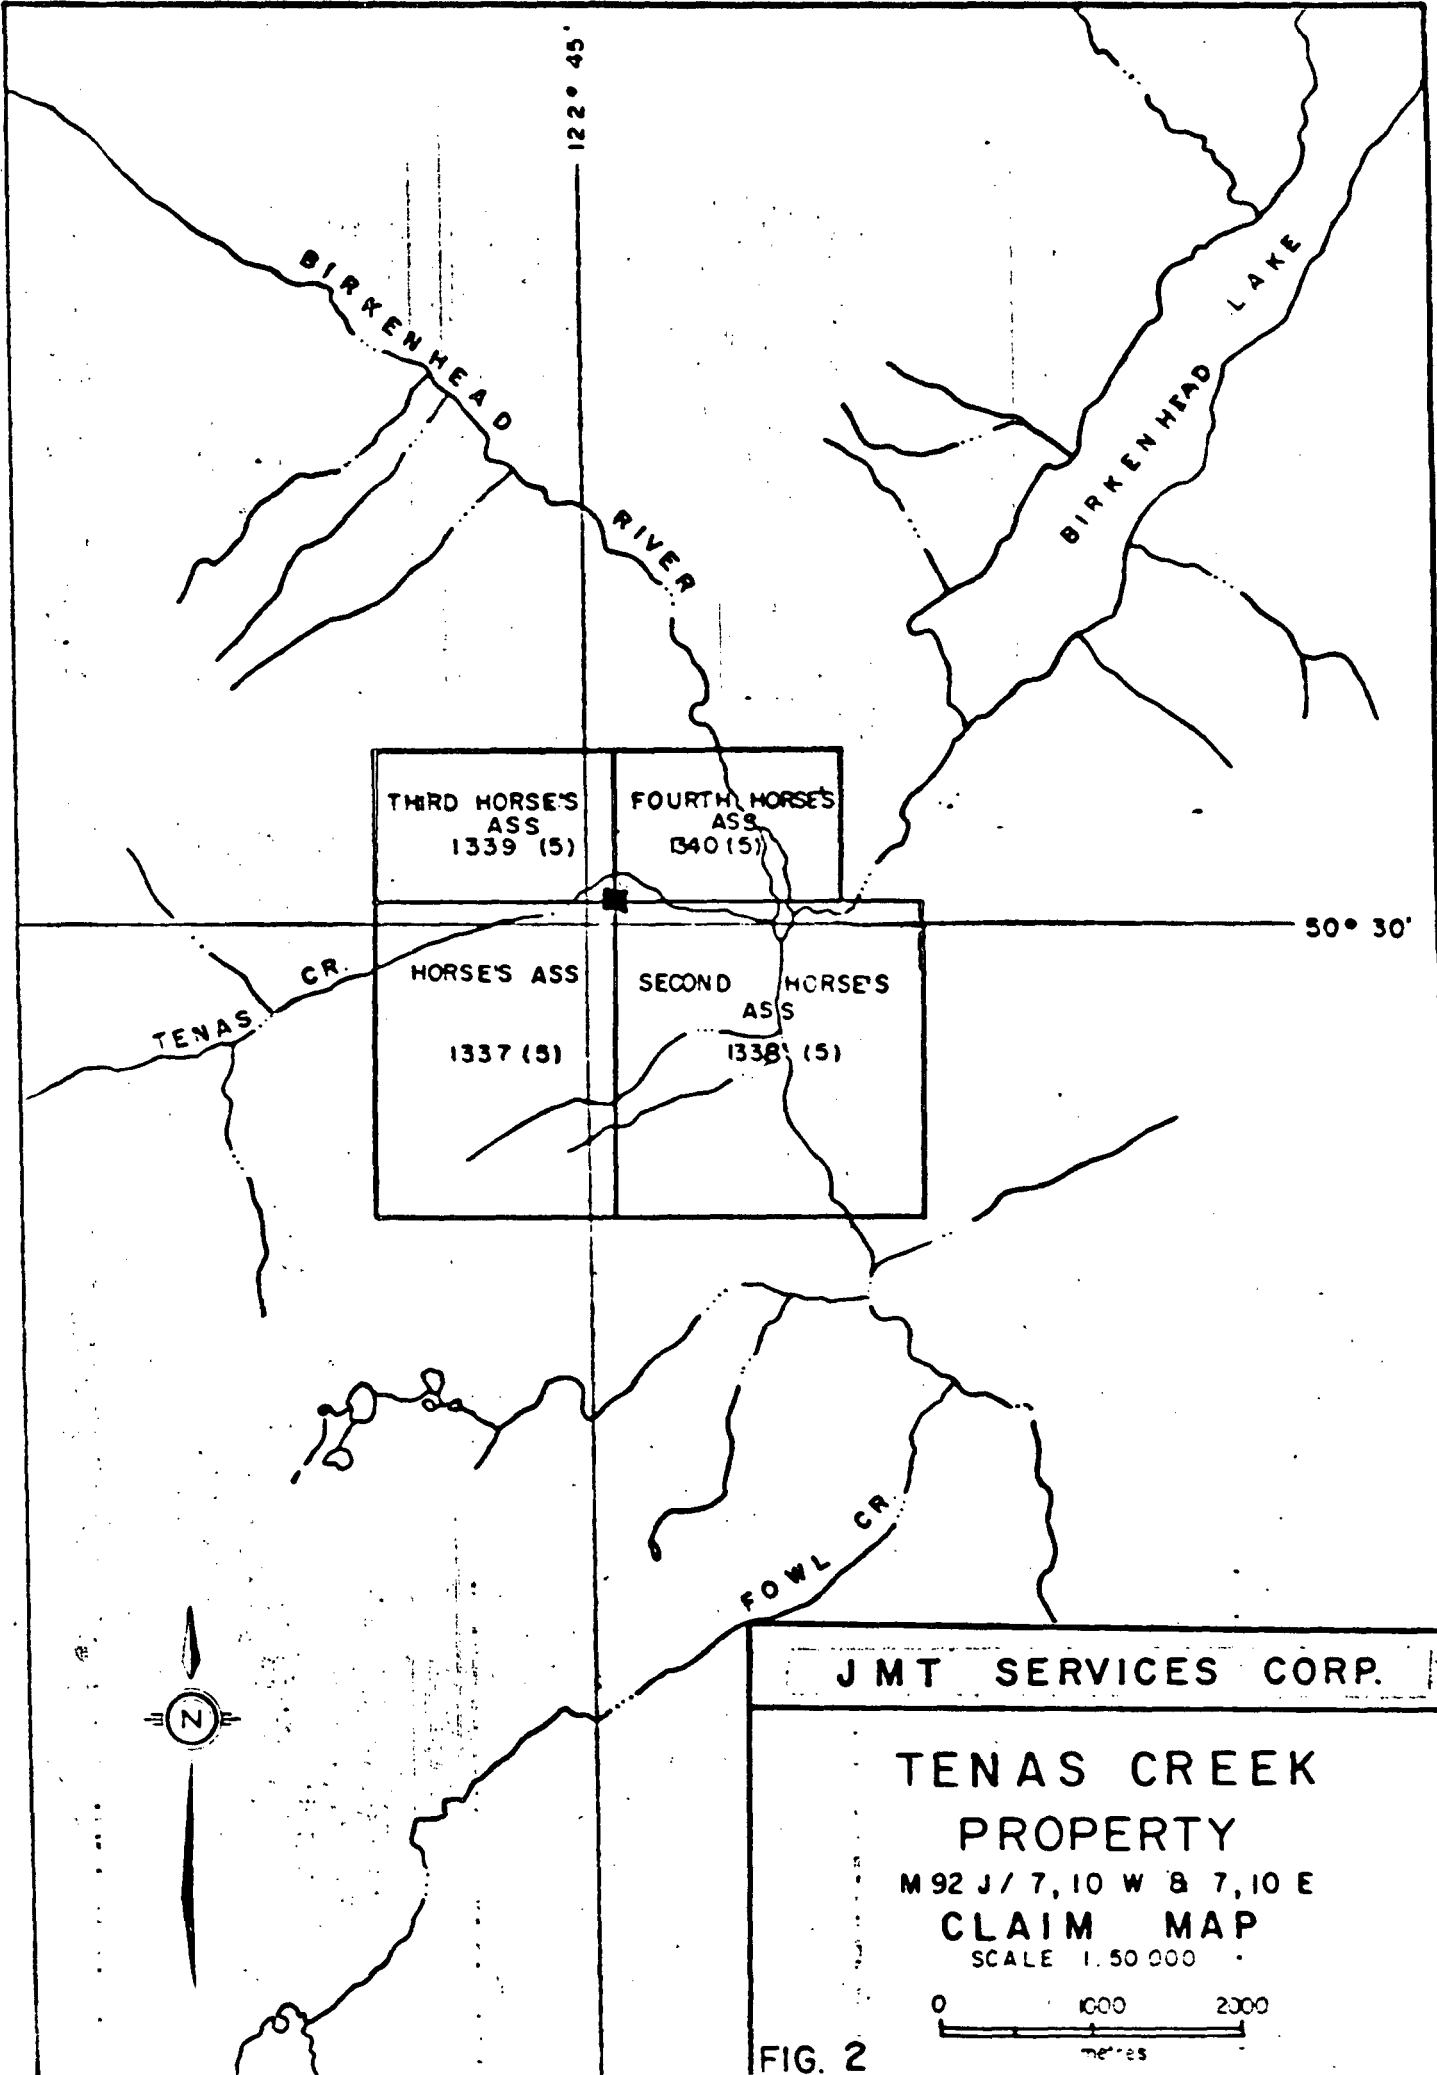 122° 45'
BIRKENHEAD RIVER
BIRKENHEAD LAKE
THIRD HORSE'S
ASS
1339 (5)
FOURTH HORSE'S
ASS
1340 (5)
50° 30'
TENAS CR.
HORSE'S ASS
1337 (5)
SECOND HORSE'S
ASS
1338 (5)
FOWL CR.
N
JMT SERVICES CORP.
TENAS CREEK
PROPERTY
M 92 J / 7, 10 W & 7, 10 E
CLAIM MAP
SCALE 1:50 000
0 1000 2000
metres
FIG. 2